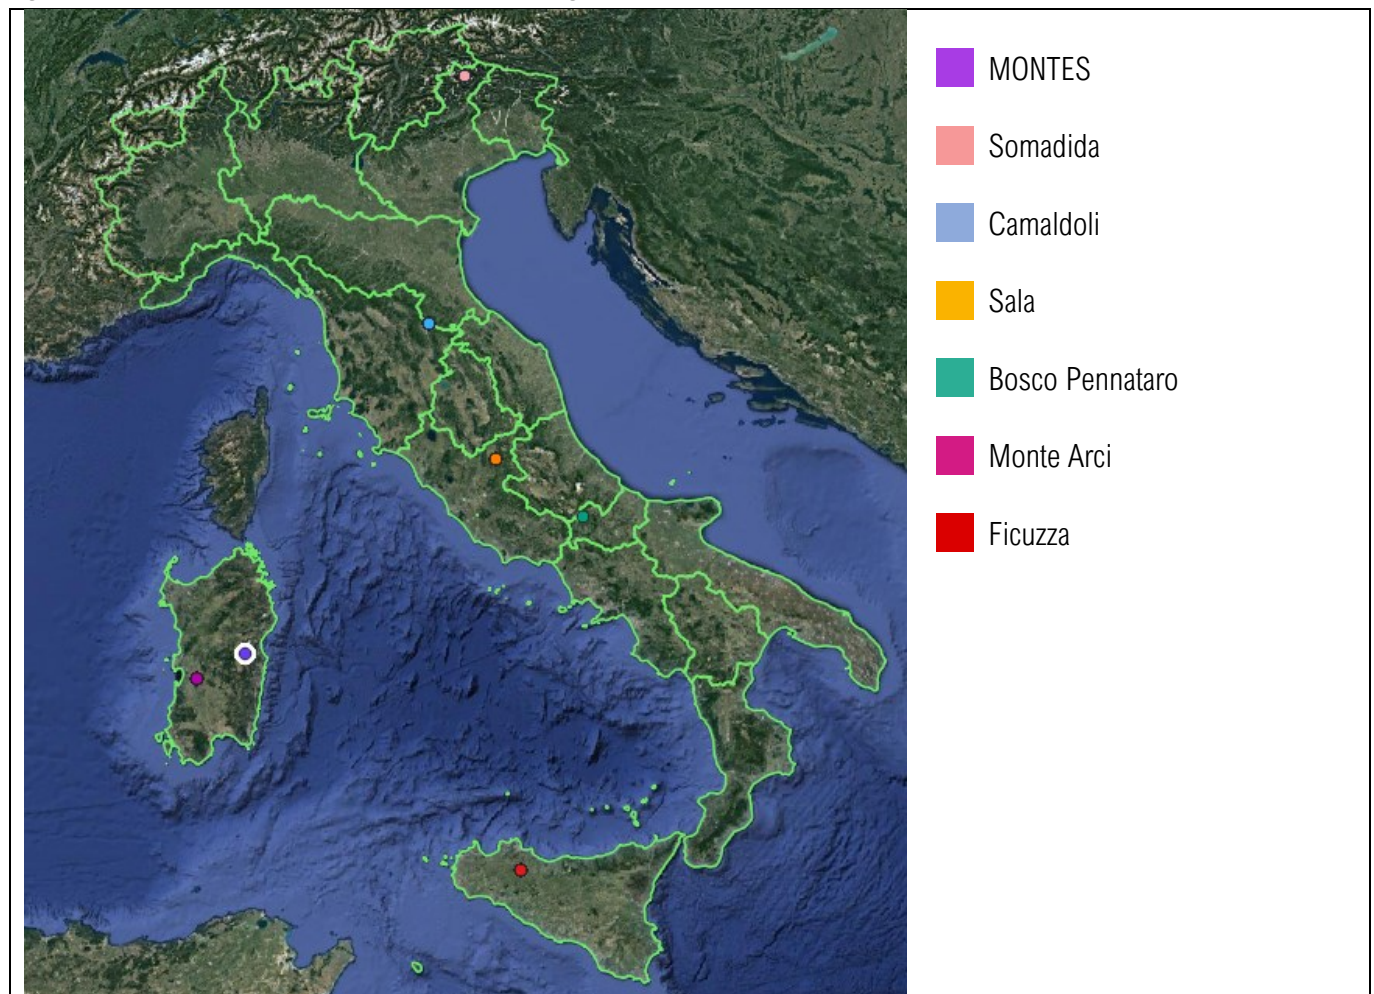 MONTES
Somadida
Camaldoli
Sala
Bosco Pennataro
Monte Arci
Ficuzza